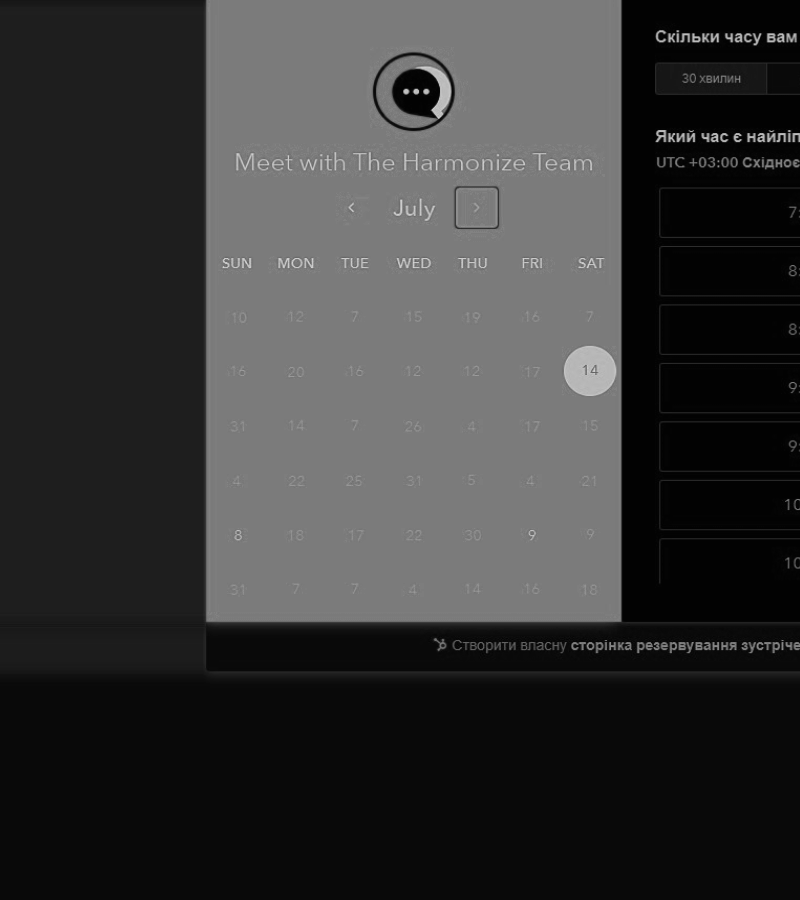 Meet with The Harmonize Team
July
SUN MON TUE WED THU FRI SAT
10 12 7 15 19 16 7
16 20 16 12 12 17 14
31 14 7 26 4 17 15
4 22 25 31 5 4 21
8 18 17 22 30 9 9
31 7 7 4 14 16 18
Скільки часу вам
30 хвилин
Який час є найліп
UTC +03:00 Східноє
7:
8:
8:
9:
9:
10
10
Створити власну сторінка резервування зустріче